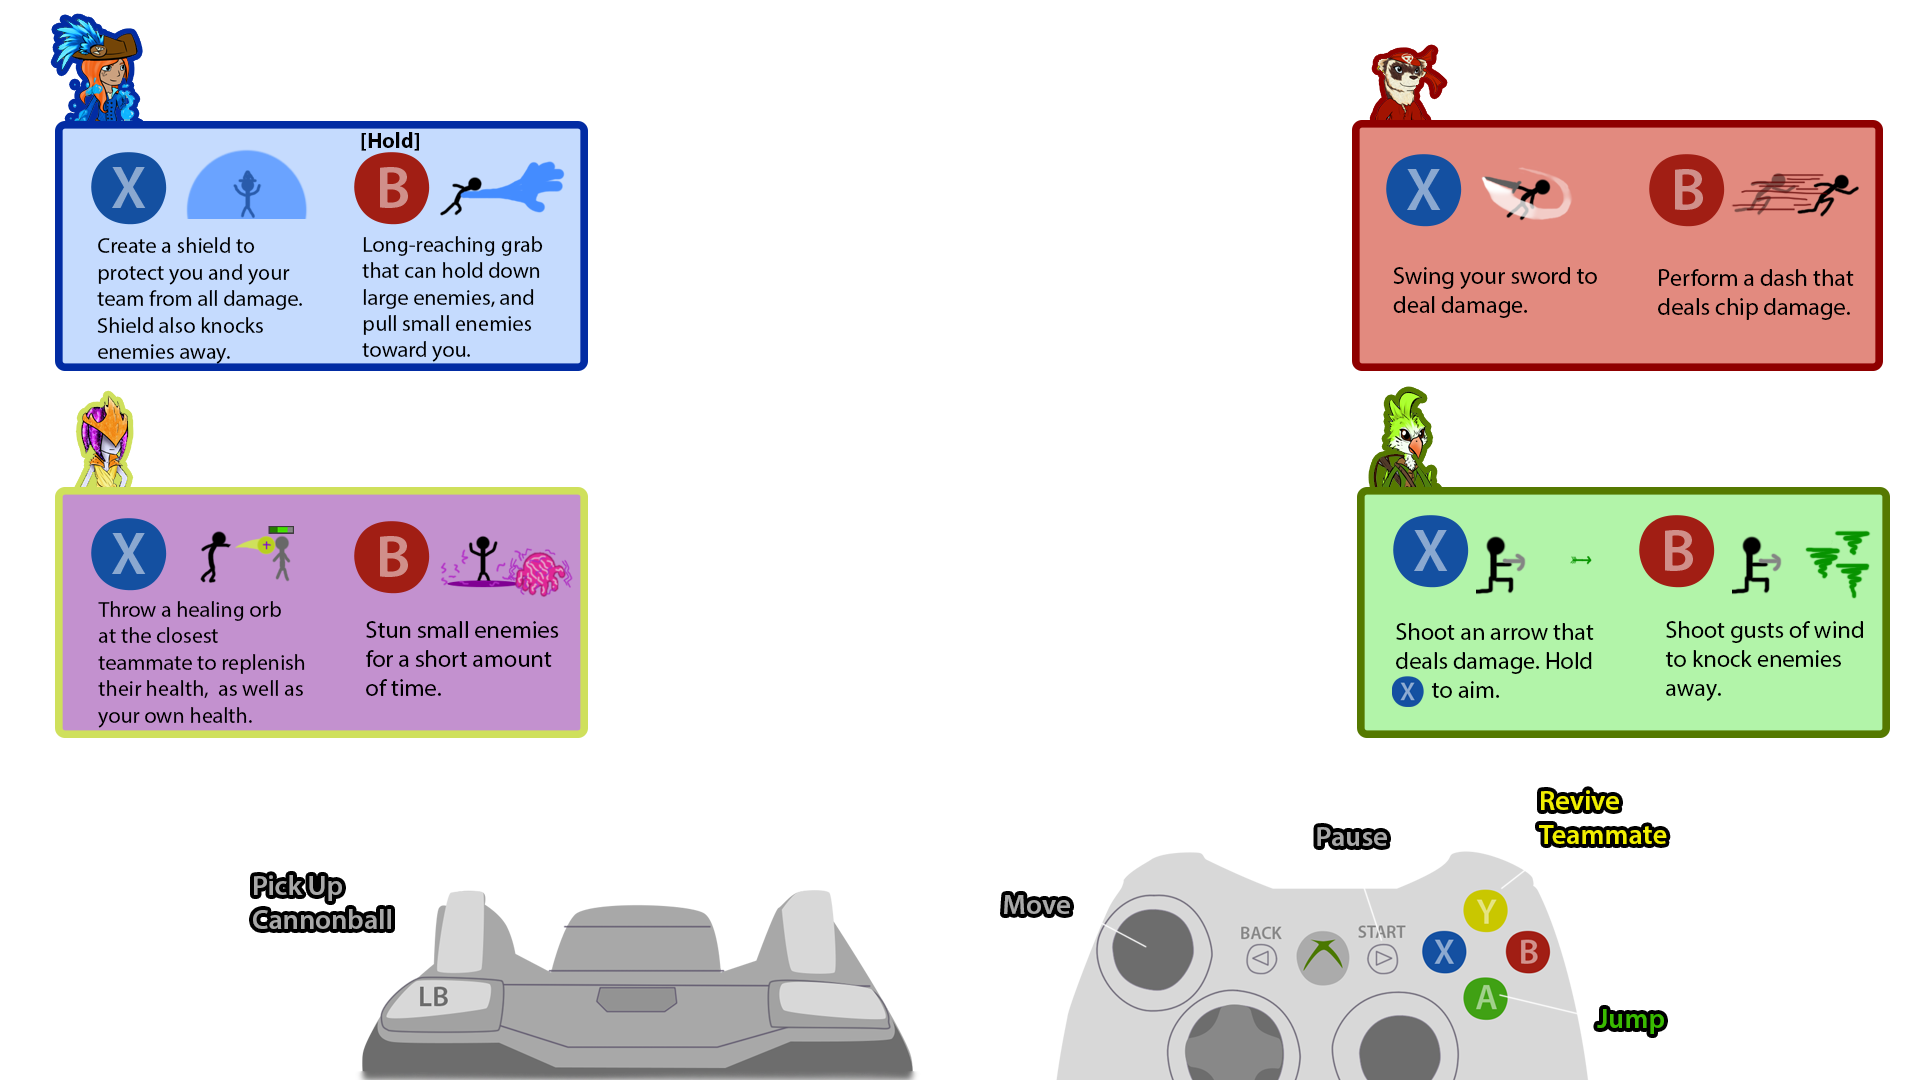 [Hold]
X
B
Create a shield to
protect you and your
team from all damage.
Shield also knocks
enemies away.
Long-reaching grab
that can hold down
large enemies, and
pull small enemies
toward you.
X
B
Swing your sword to
deal damage.
Perform a dash that
deals chip damage.
X
B
Throw a healing orb
at the closest
teammate to replenish
their health,  as well as
your own health.
Stun small enemies
for a short amount
of time.
X
B
Shoot an arrow that
deals damage. Hold
X to aim.
Shoot gusts of wind
to knock enemies
away.
Pick Up
Cannonball
LB
Move
Pause
Revive
Teammate
BACK
START
Y
X
B
A
Jump